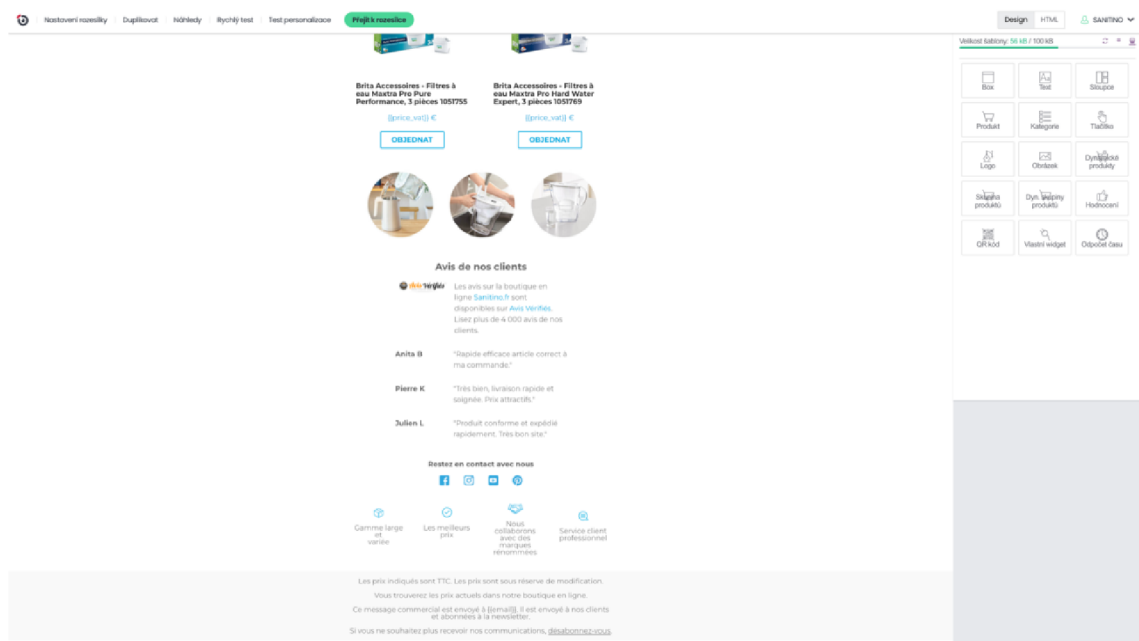 Nastavení rozesílky Duplikovat Náhledy Rychlý test Test personalizace Přejít k rozesílce Design HTML SANITINO
Velikost šablony: 56 kB / 100 kB
Box Text Sloupce
Produkt Kategorie Tlačítko
Logo Obrázek Dynamické
produkty
Skupina Dyn. skupiny Hodnocení
produktů produktů
QR kód Vlastní widget Odpočet času
Brita Accessoires - Filtres à
eau Maxtra Pro Pure
Performance, 3 pièces 1051755
{{price_vat}} €
OBJEDNAT
Brita Accessoires - Filtres à
eau Maxtra Pro Hard Water
Expert, 3 pièces 1051769
{{price_vat}} €
OBJEDNAT
Avis de nos clients
Avis Vérifiés
Les avis sur la boutique en
ligne Sanitino.fr sont
disponibles sur Avis Vérifiés.
Lisez plus de 4 000 avis de nos
clients.
Anita B
"Rapide efficace article correct à
ma commande."
Pierre K
"Très bien, livraison rapide et
soignée. Prix attractifs."
Julien L
"Produit conforme et expédié
rapidement. Très bon site."
Restez en contact avec nous
Gamme large
et
variée
Les meilleurs
prix
Nous
collaborons
avec des
marques
rénommées
Service client
professionnel
Les prix indiqués sont TTC. Les prix sont sous réserve de modification.
Vous trouverez les prix actuels dans notre boutique en ligne.
Ce message commercial est envoyé à {{email}}. Il est envoyé à nos clients
et abonnées à la newsletter.
Si vous ne souhaitez plus recevoir nos communications, désabonnez-vous.